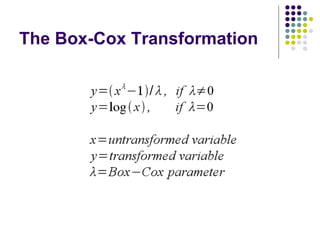 The Box-Cox Transformation
y=(x^λ−1)/λ, if λ≠0
y=log(x), if λ=0
x=untransformed variable
y=transformed variable
λ=Box−Cox parameter